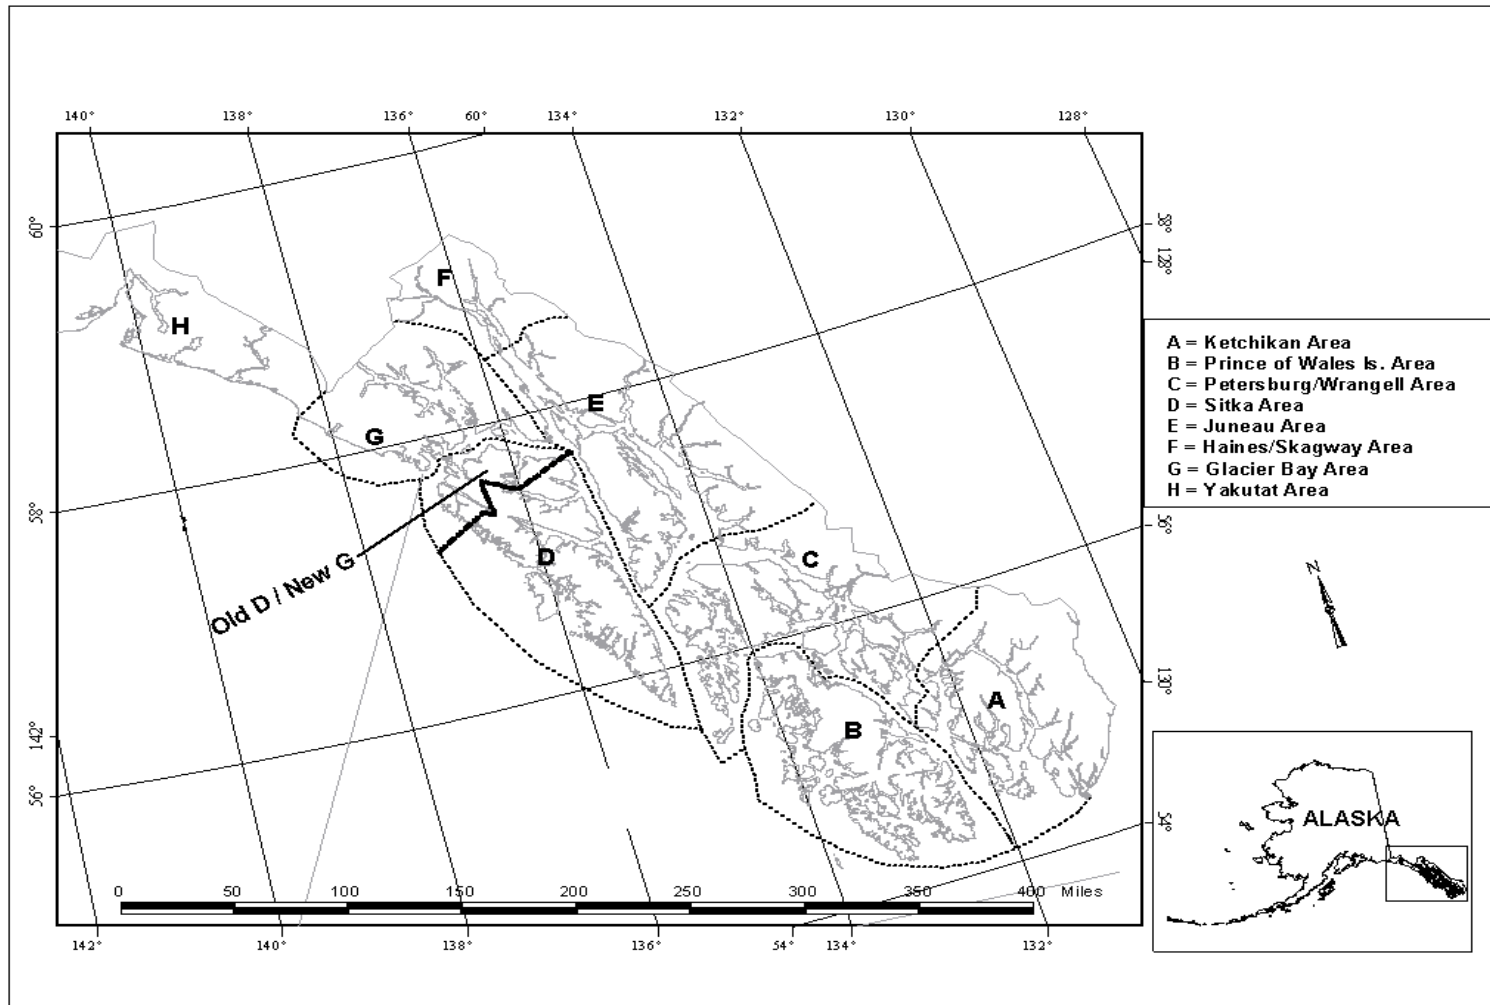 140° 138° 136° 60° 134° 132° 130° 128°
60°
58°
142°
56°
58°
128°
56°
130°
54°
F
H
E
G
D
C
A
B
Old D / New G
A = Ketchikan Area
B = Prince of Wales Is. Area
C = Petersburg/Wrangell Area
D = Sitka Area
E = Juneau Area
F = Haines/Skagway Area
G = Glacier Bay Area
H = Yakutat Area
N
ALASKA
0 50 100 150 200 250 300 350 400 Miles
142° 140° 138° 136° 54° 134° 132°